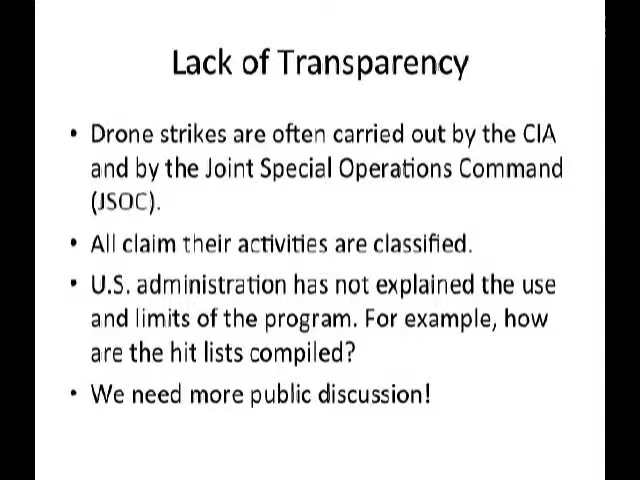 Lack of Transparency
• Drone strikes are often carried out by the CIA
and by the Joint Special Operations Command
(JSOC).
• All claim their activities are classified.
• U.S. administration has not explained the use
and limits of the program. For example, how
are the hit lists compiled?
• We need more public discussion!